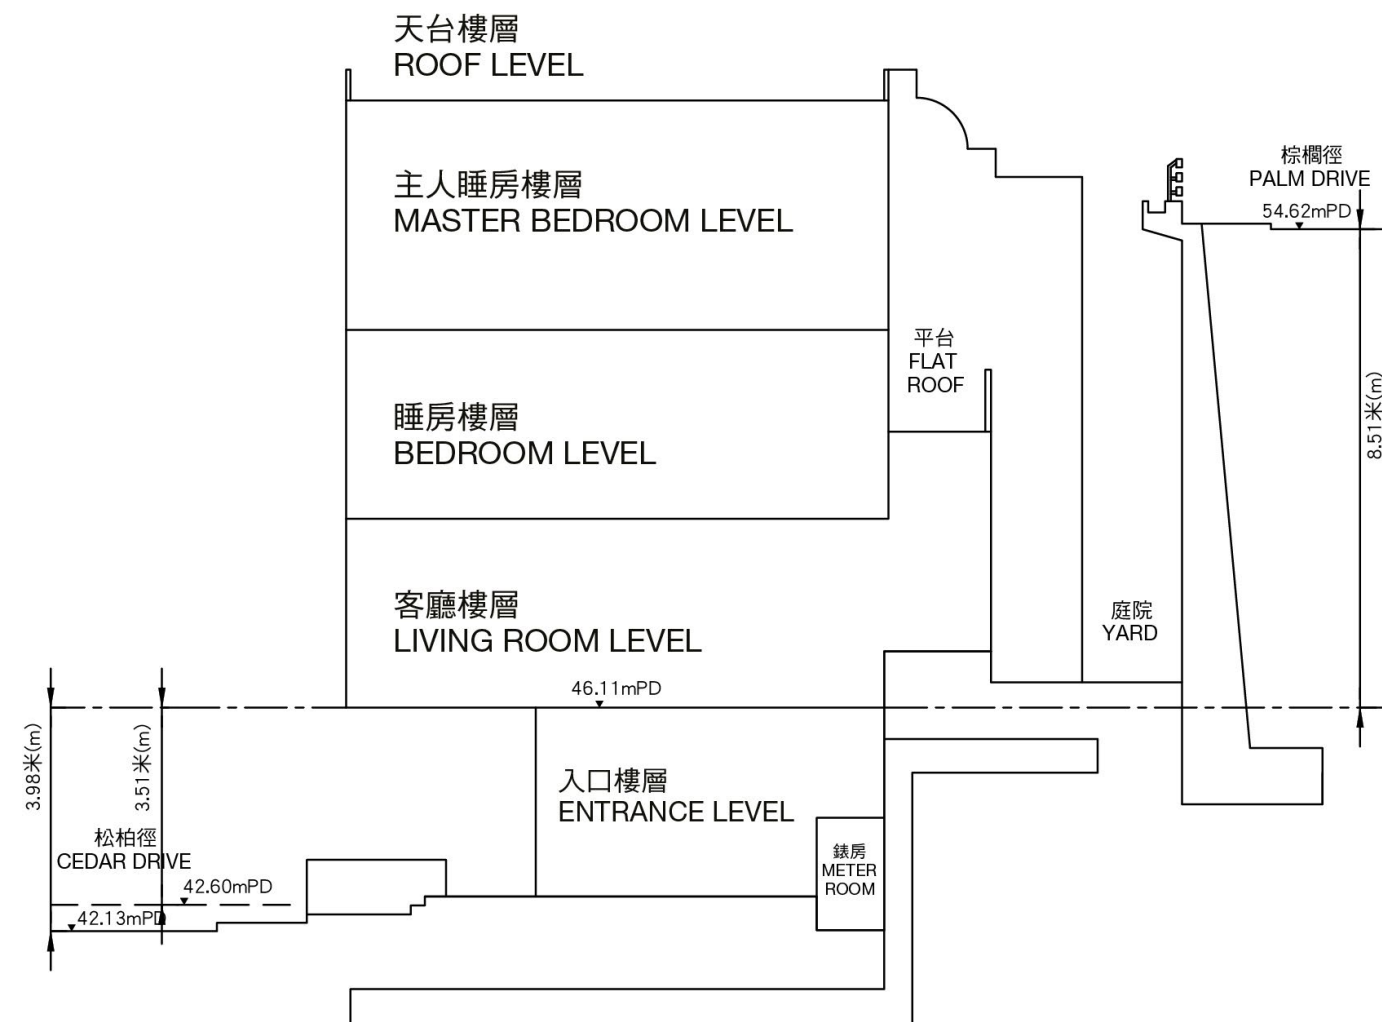 天台樓層
ROOF LEVEL
主人睡房樓層
MASTER BEDROOM LEVEL
棕櫚徑
PALM DRIVE
54.62mPD
平台
FLAT
ROOF
8.51米(m)
睡房樓層
BEDROOM LEVEL
客廳樓層
LIVING ROOM LEVEL
庭院
YARD
46.11mPD
3.98米(m)
3.51米(m)
入口樓層
ENTRANCE LEVEL
松柏徑
CEDAR DRIVE
錶房
METER
ROOM
42.60mPD
42.13mPD